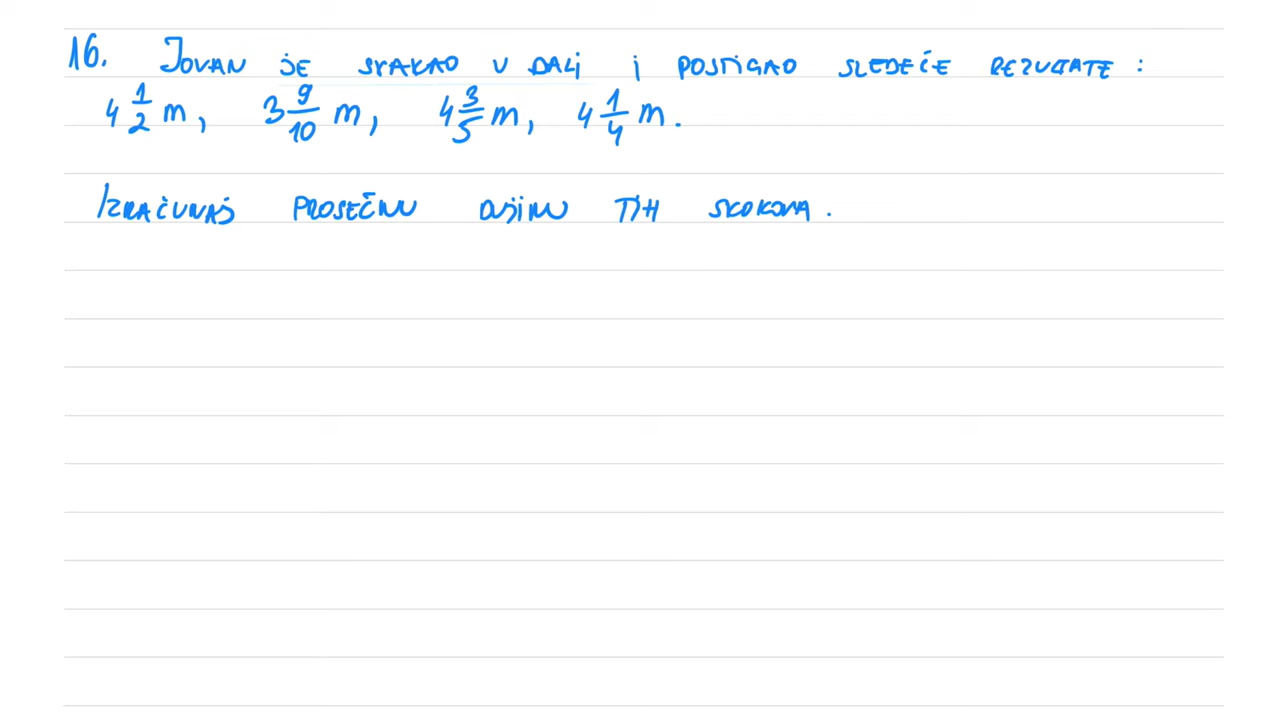 16. JOVAN JE SKAKAO U DALJ I POSTIGAO SLEDEĆE REZULTATE :
4 1/2 m, 3 9/10 m, 4 3/5 m, 4 1/4 m.
IZRAČUNAJ PROSEČNU DUŽINU TIH SKOKOVA.